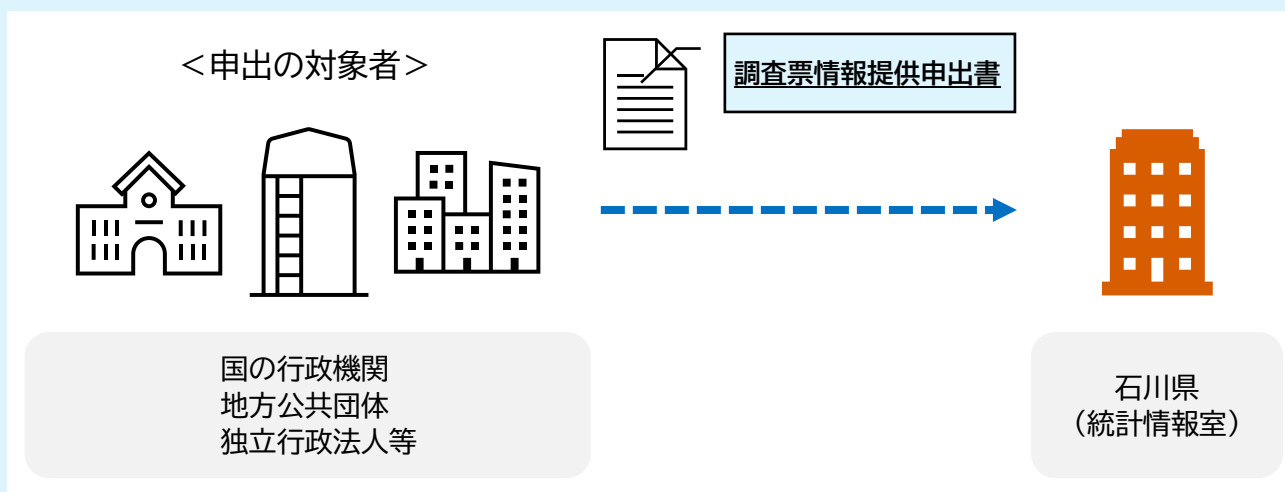 ＜申出の対象者＞
調査票情報提供申出書
国の行政機関
地方公共団体
独立行政法人等
石川県
（統計情報室）